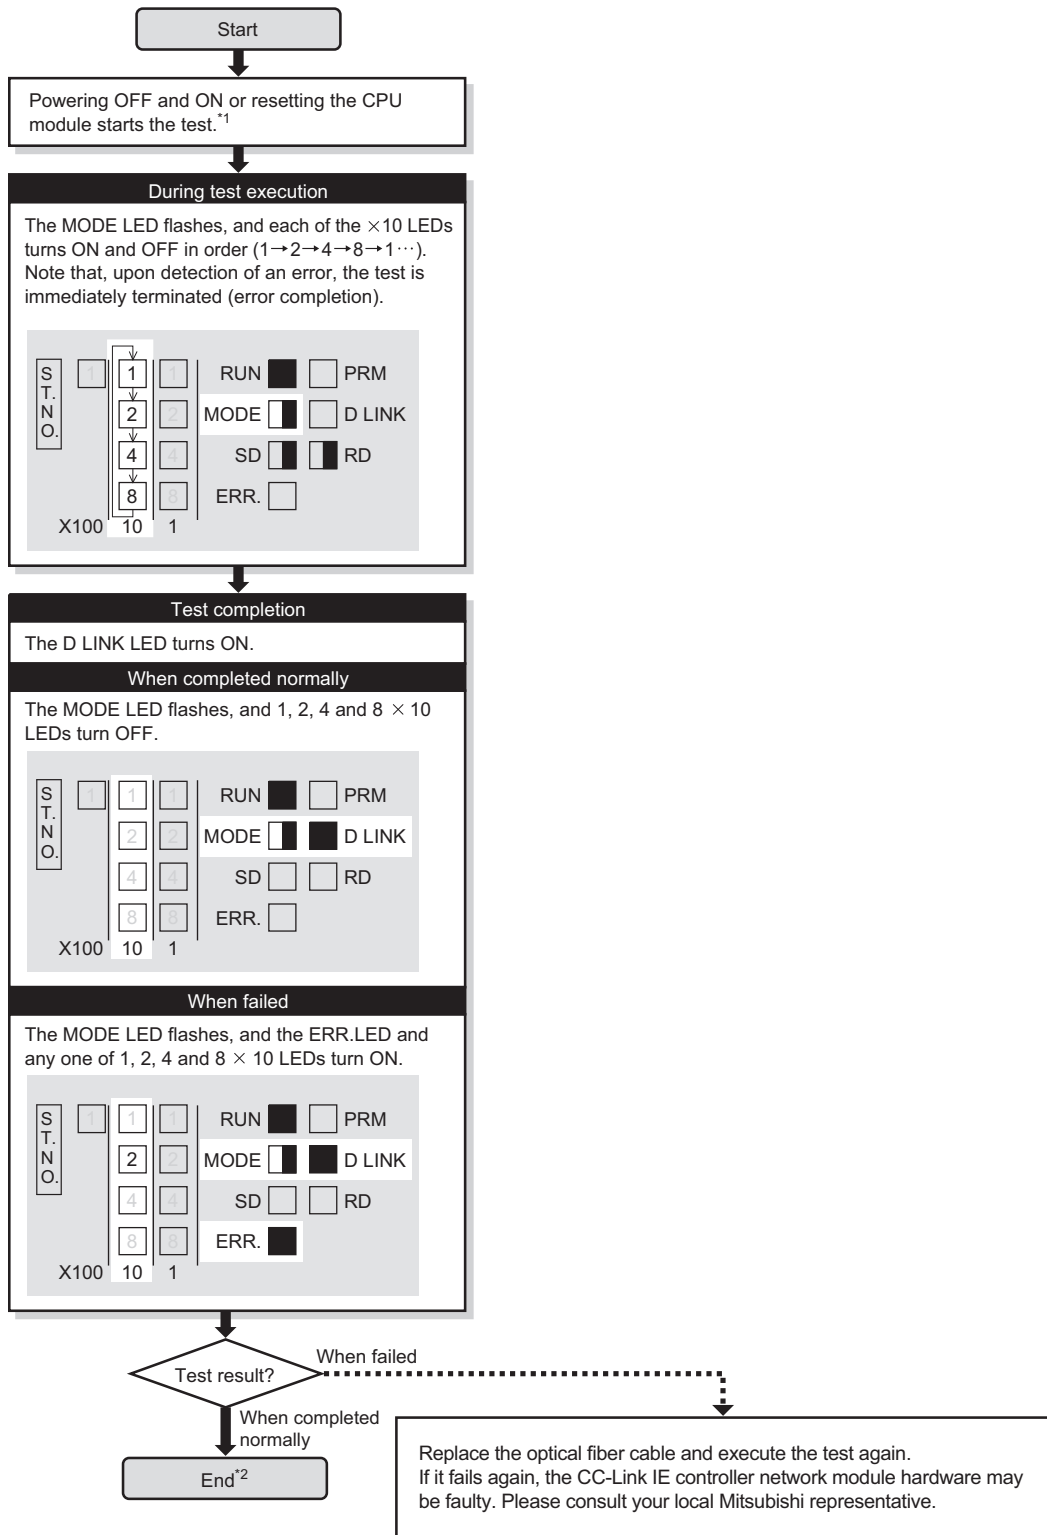 Start
Powering OFF and ON or resetting the CPU
module starts the test.*1
During test execution
The MODE LED flashes, and each of the ×10 LEDs
turns ON and OFF in order (1→2→4→8→1⋯).
Note that, upon detection of an error, the test is
immediately terminated (error completion).
ST.NO.
1 1 1 RUN PRM
2 2 MODE D LINK
4 4 SD RD
8 8 ERR.
X100 10 1
Test completion
The D LINK LED turns ON.
When completed normally
The MODE LED flashes, and 1, 2, 4 and 8 × 10
LEDs turn OFF.
ST.NO.
1 1 1 RUN PRM
2 2 MODE D LINK
4 4 SD RD
8 8 ERR.
X100 10 1
When failed
The MODE LED flashes, and the ERR.LED and
any one of 1, 2, 4 and 8 × 10 LEDs turn ON.
ST.NO.
1 1 1 RUN PRM
2 2 MODE D LINK
4 4 SD RD
8 8 ERR.
X100 10 1
Test result?
When failed
When completed
normally
End*2
Replace the optical fiber cable and execute the test again.
If it fails again, the CC-Link IE controller network module hardware may
be faulty. Please consult your local Mitsubishi representative.